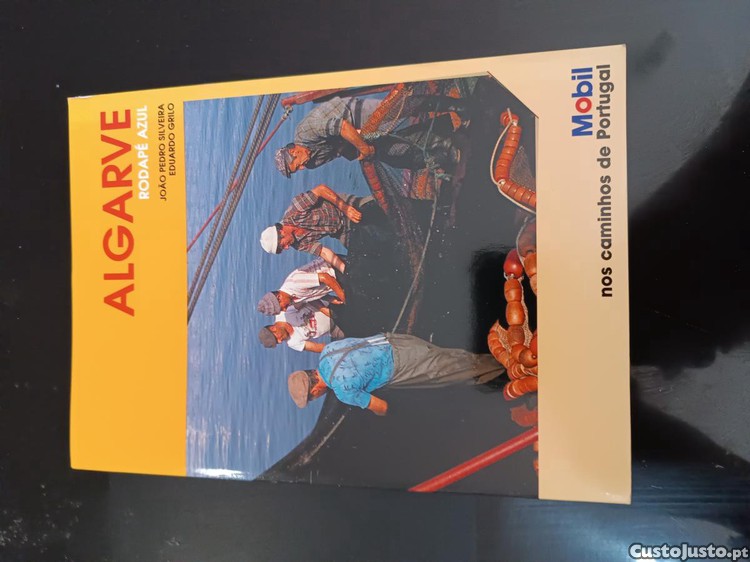 ALGARVE
RODAPÉ AZUL
JOÃO PEDRO SILVEIRA
EDUARDO GRILO
Mobil
nos caminhos de Portugal
CustoJusto.pt